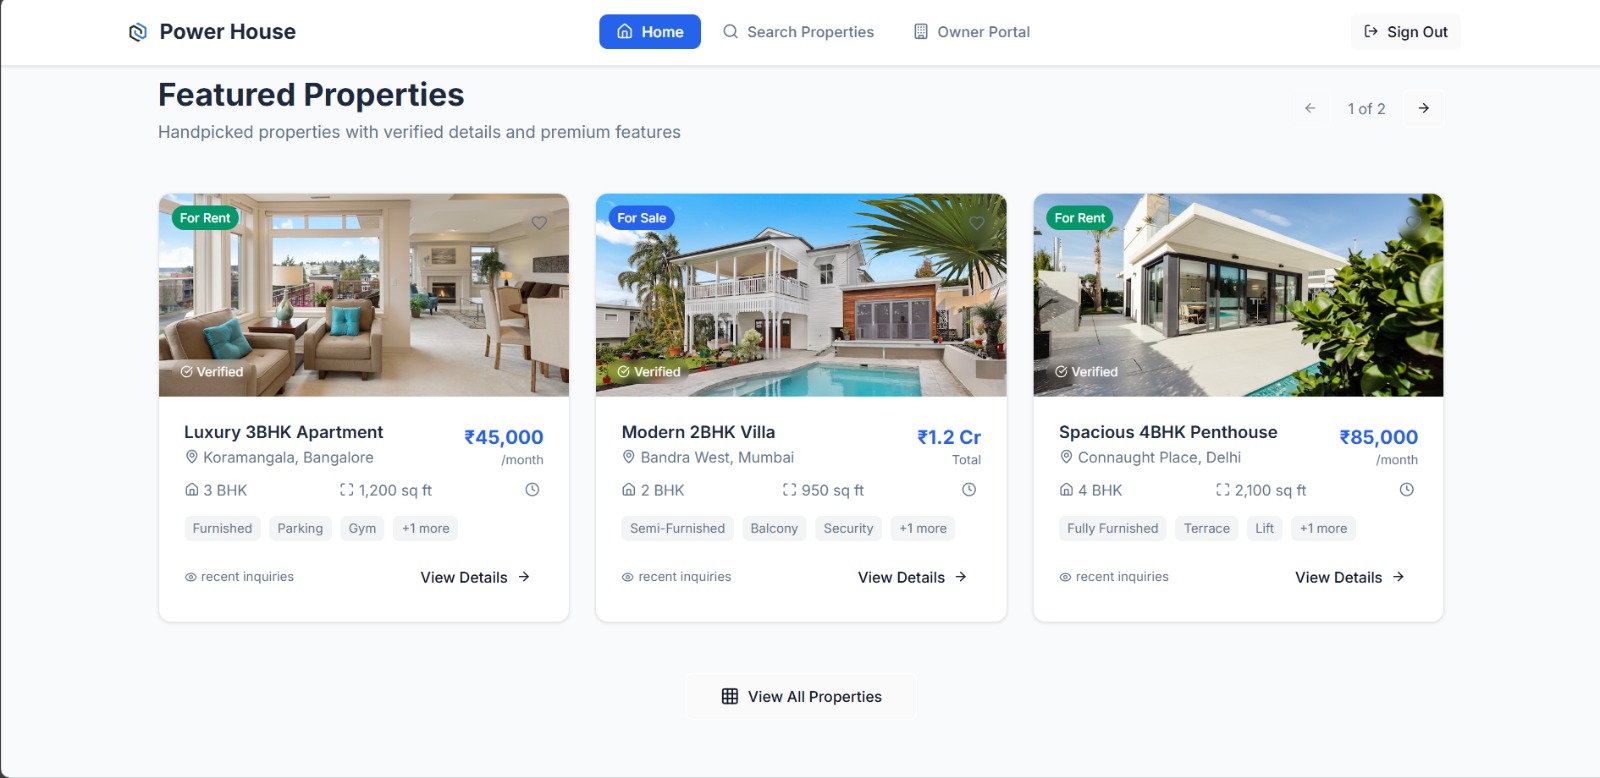 Power House
Home
Search Properties
Owner Portal
Sign Out
Featured Properties
Handpicked properties with verified details and premium features
1 of 2
For Rent
Verified
Luxury 3BHK Apartment
₹45,000
Koramangala, Bangalore
/month
3 BHK
1,200 sq ft
Furnished
Parking
Gym
+1 more
recent inquiries
View Details
For Sale
Verified
Modern 2BHK Villa
₹1.2 Cr
Bandra West, Mumbai
Total
2 BHK
950 sq ft
Semi-Furnished
Balcony
Security
+1 more
recent inquiries
View Details
For Rent
Verified
Spacious 4BHK Penthouse
₹85,000
Connaught Place, Delhi
/month
4 BHK
2,100 sq ft
Fully Furnished
Terrace
Lift
+1 more
recent inquiries
View Details
View All Properties